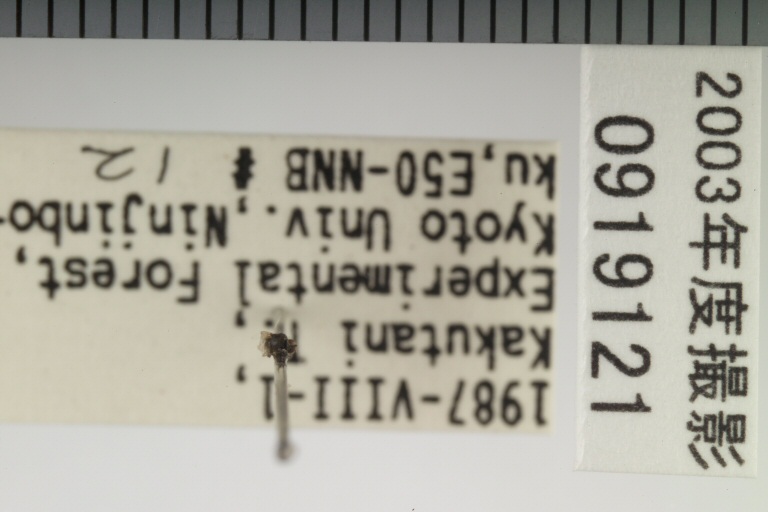 1987-VIII-1,
Kakutani T.,
Experimental Forest,
Kyoto Univ., Ninjinbo-
ku, E50-NNB # 12
2003年度撮影
0919121